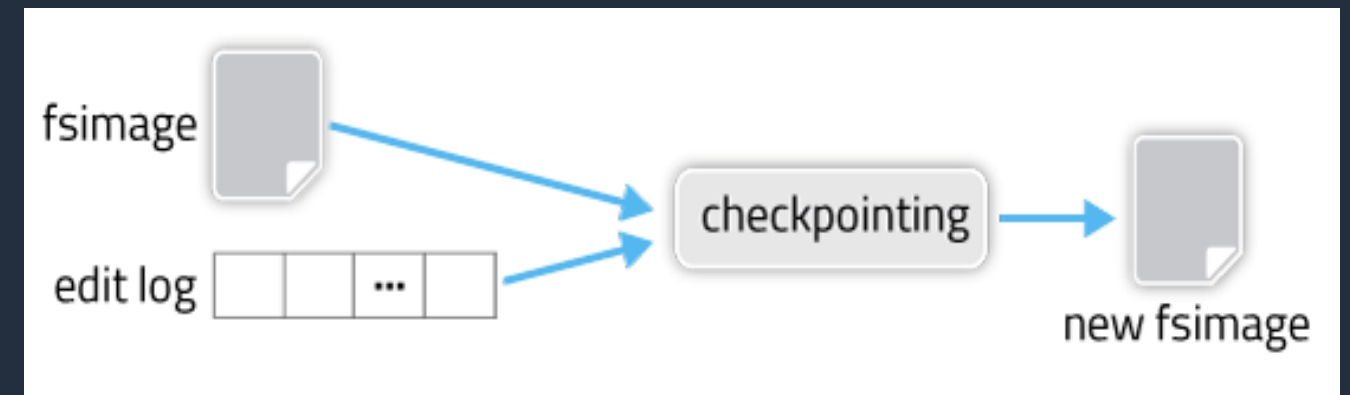 fsimage
checkpointing
edit log ...
new fsimage